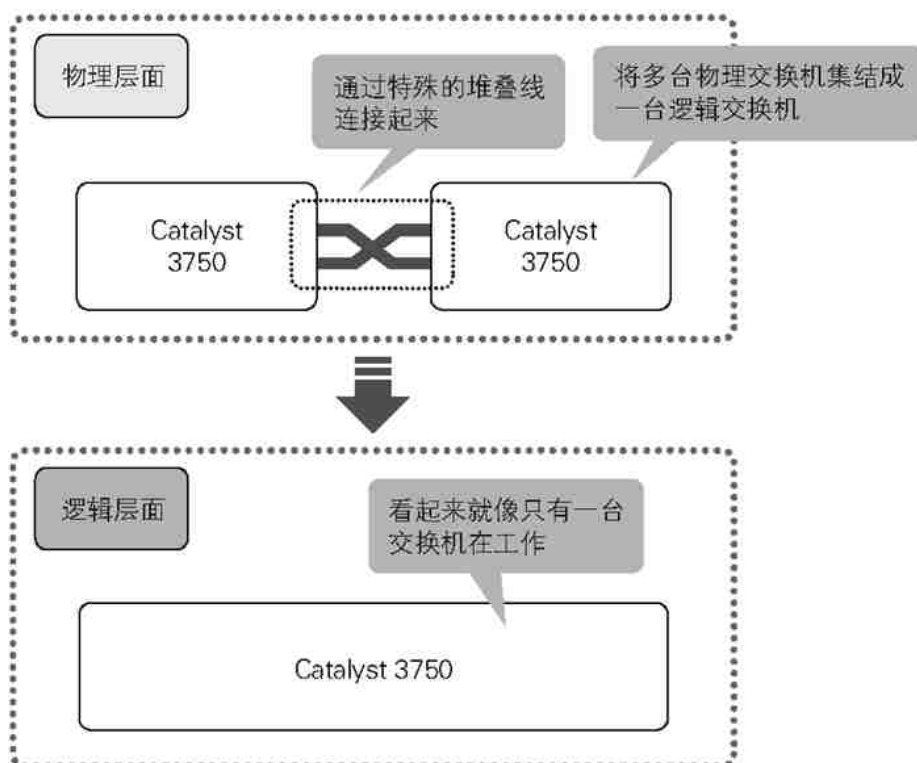 物理层面
通过特殊的堆叠线
连接起来
将多台物理交换机集结成
一台逻辑交换机
Catalyst
3750
Catalyst
3750
逻辑层面
看起来就像只有一台
交换机在工作
Catalyst 3750